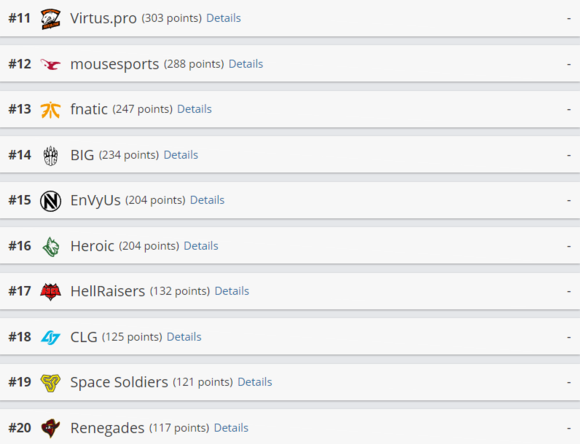 #11 Virtus.pro (303 points) Details -
#12 mousesports (288 points) Details -
#13 fnatic (247 points) Details -
#14 BIG (234 points) Details -
#15 EnVyUs (204 points) Details -
#16 Heroic (204 points) Details -
#17 HellRaisers (132 points) Details -
#18 CLG (125 points) Details -
#19 Space Soldiers (121 points) Details -
#20 Renegades (117 points) Details -